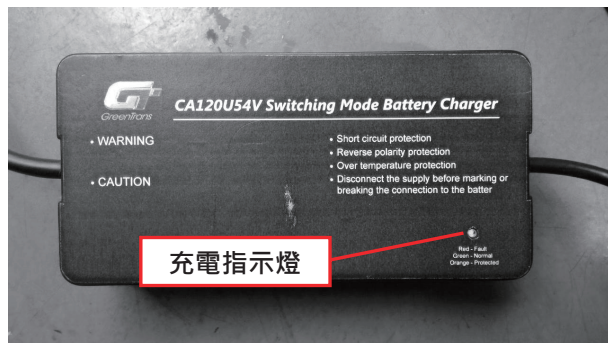 GT
GreenTrans
CA120U54V Switching Mode Battery Charger
• WARNING
• CAUTION
• Short circuit protection
• Reverse polarity protection
• Over temperature protection
• Disconnect the supply before marking or
breaking the connection to the batter
Red - Fault
Green - Normal
Orange - Protected
充電指示燈